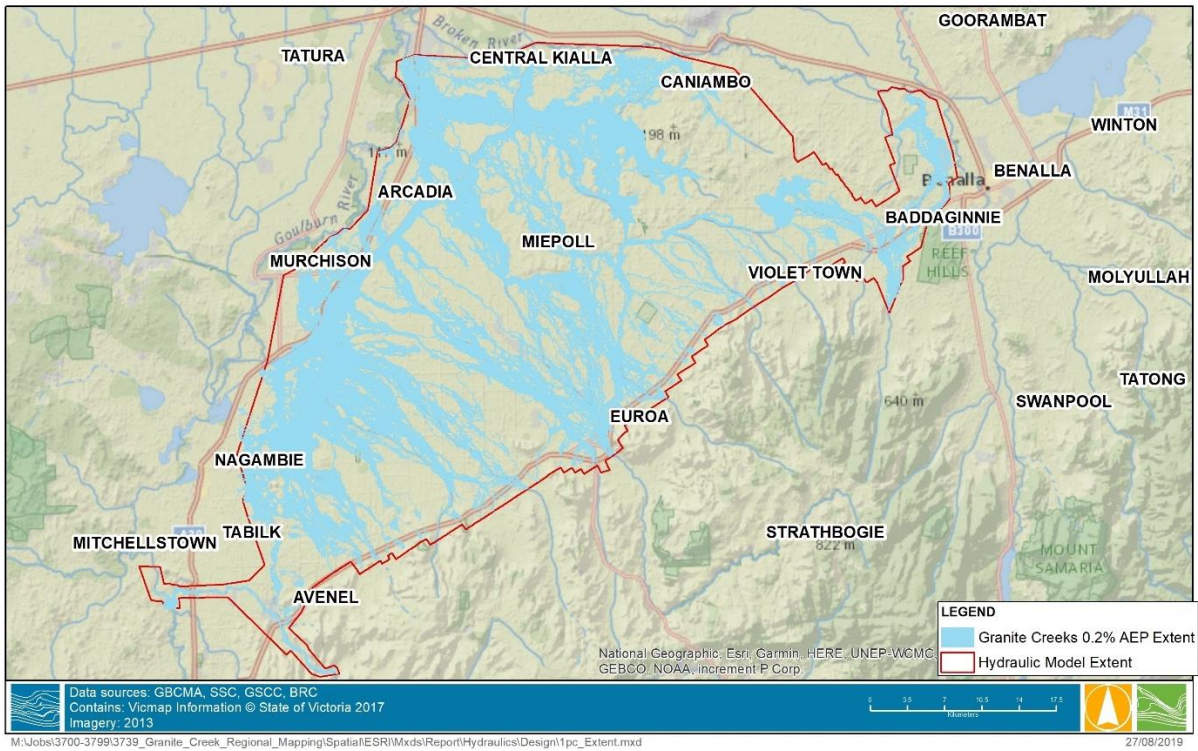 GOORAMBAT
Broken River
TATURA
CENTRAL KIALLA
CANIAMBO
M31
WINTON
198 m
BENALLA
Benalla
ARCADIA
BADDAGINNIE
B300
Goulburn River
MIEPOLL
REEF
HILLS
MURCHISON
VIOLET TOWN
MOLYULLAH
TATONG
640 m
SWANPOOL
EUROA
NAGAMBIE
TABILK
STRATHBOGIE
822 m
MITCHELLSTOWN
MOUNT
SAMARIA
AVENEL
LEGEND
Granite Creeks 0.2% AEP Extent
Hydraulic Model Extent
National Geographic, Esri, Garmin, HERE, UNEP-WCMC,
GEBCO, NOAA, increment P Corp.
Data sources: GBCMA, SSC, GSCC, BRC
Contains: Vicmap Information © State of Victoria 2017
Imagery: 2013
0 3.5 7 10.5 14 17.5
Kilometers
M:\Jobs\3700-3799\3739_Granite_Creek_Regional_Mapping\Spatial\ESRI\Mxds\Report\Hydraulics\Design\1pc_Extent.mxd
27/08/2019